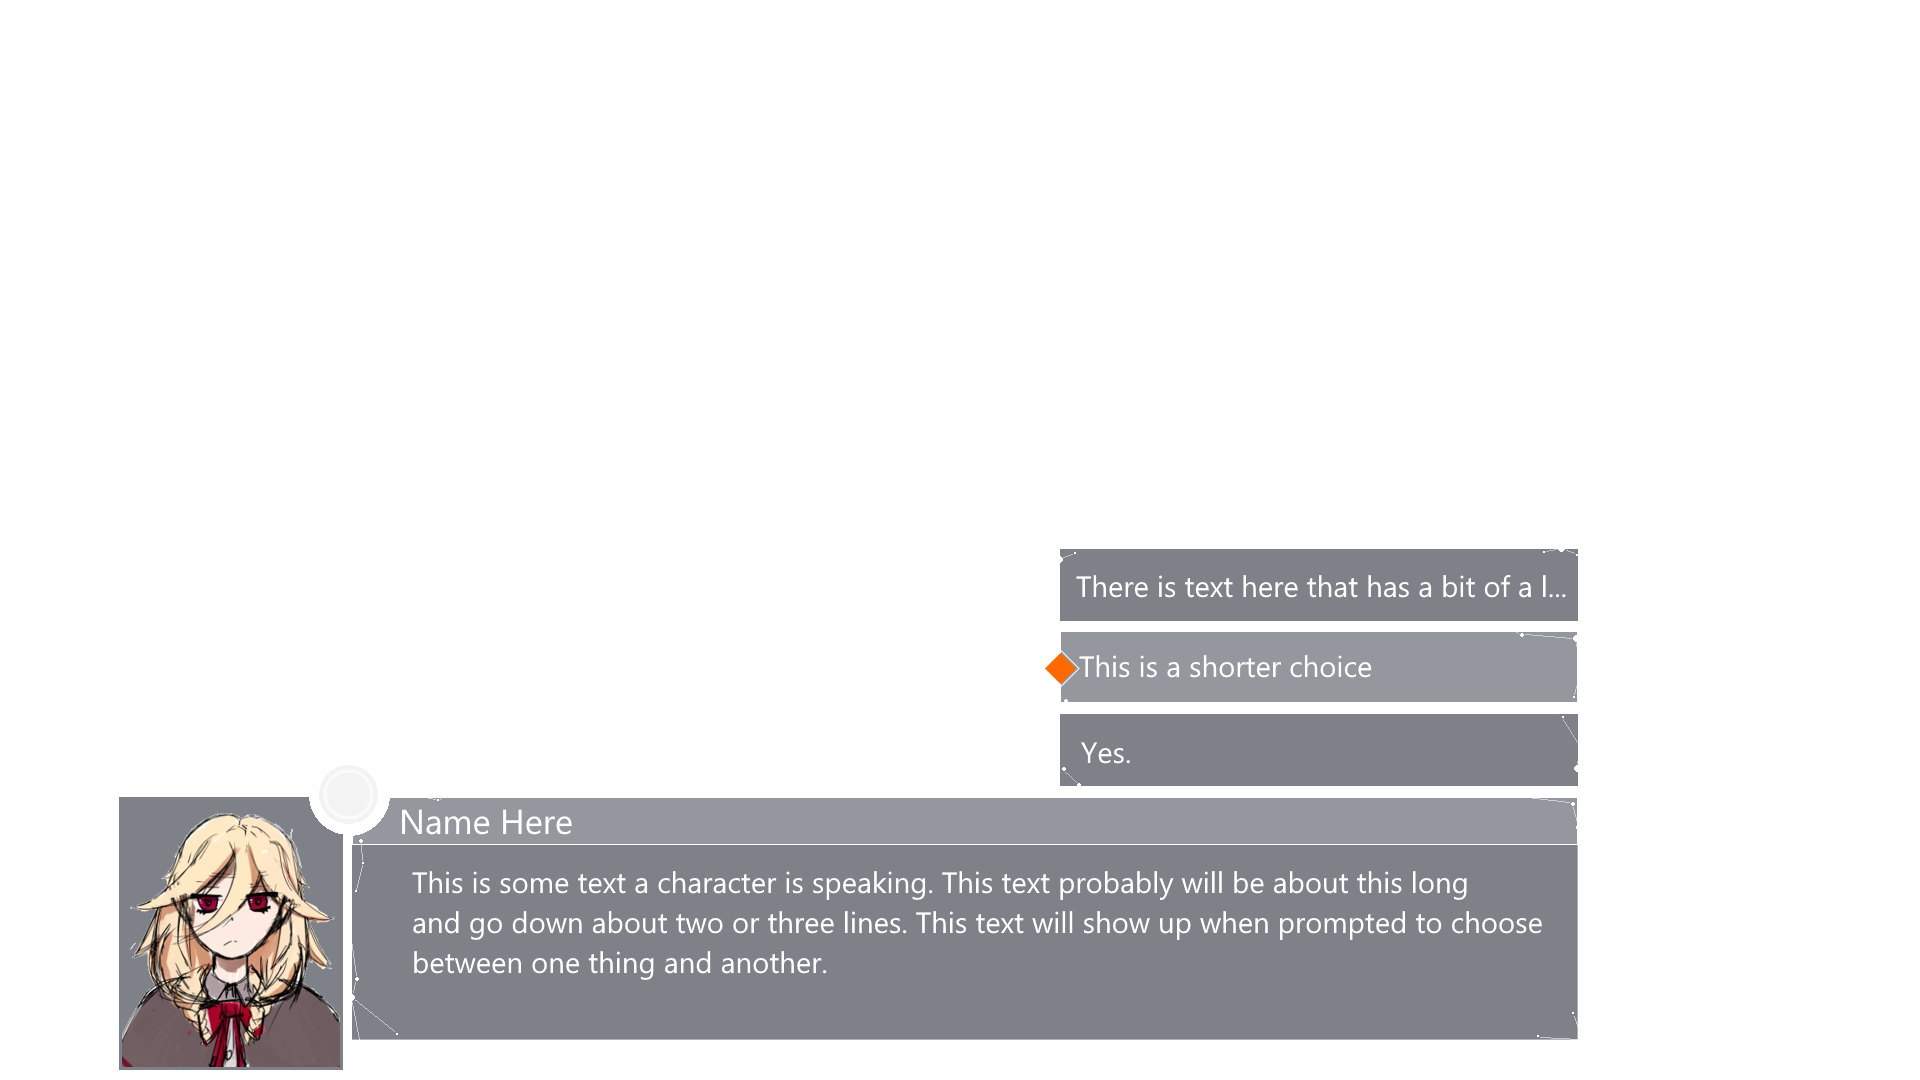 There is text here that has a bit of a l...
This is a shorter choice
Yes.
Name Here
This is some text a character is speaking. This text probably will be about this long
and go down about two or three lines. This text will show up when prompted to choose
between one thing and another.